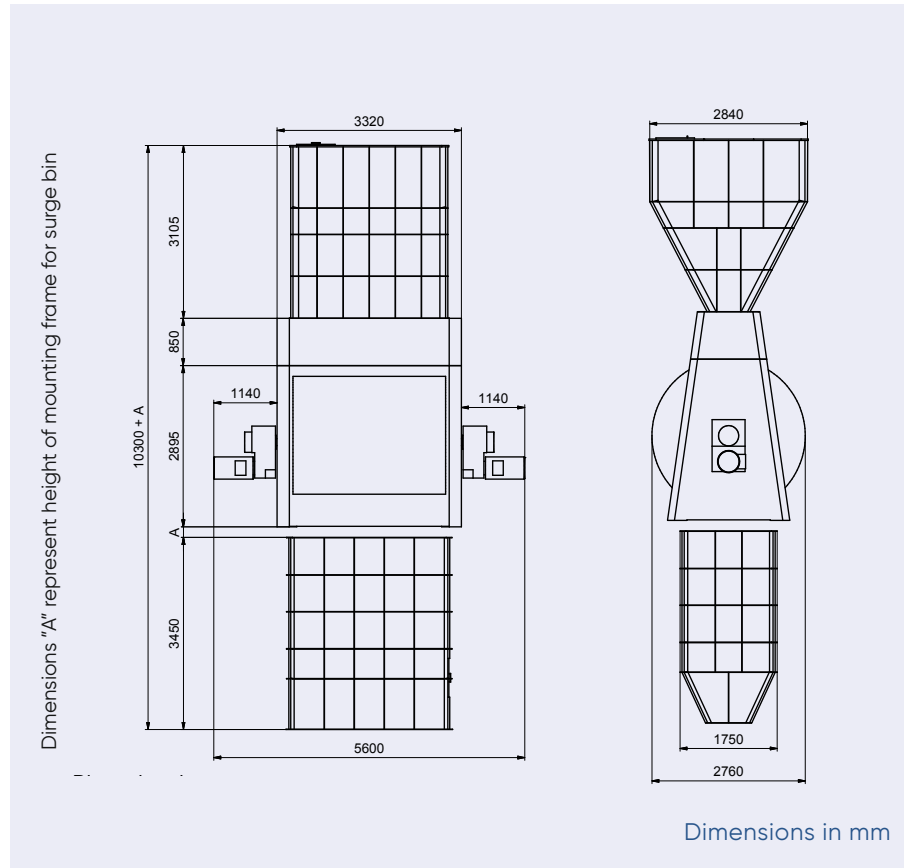 3320
2840
Dimensions "A" represent height of mounting frame for surge bin
3105
850
1140
1140
10300 + A
2895
A
3450
5600
1750
2760
Dimensions in mm